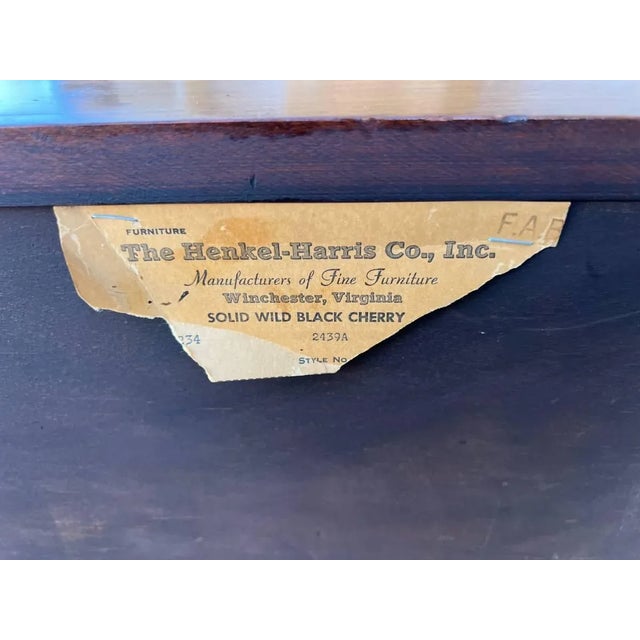 FURNITURE
F.A
The Henkel-Harris Co., Inc.
Manufacturers of Fine Furniture
Winchester, Virginia
SOLID WILD BLACK CHERRY
234 2439A
STYLE NO